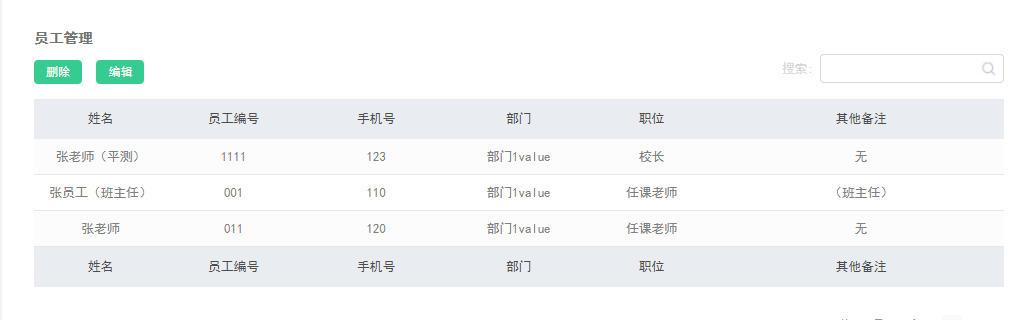 员工管理
删除 编辑 搜索:
姓名 员工编号 手机号 部门 职位 其他备注
张老师（平测） 1111 123 部门1value 校长 无
张员工（班主任） 001 110 部门1value 任课老师 （班主任）
张老师 011 120 部门1value 任课老师 无
姓名 员工编号 手机号 部门 职位 其他备注